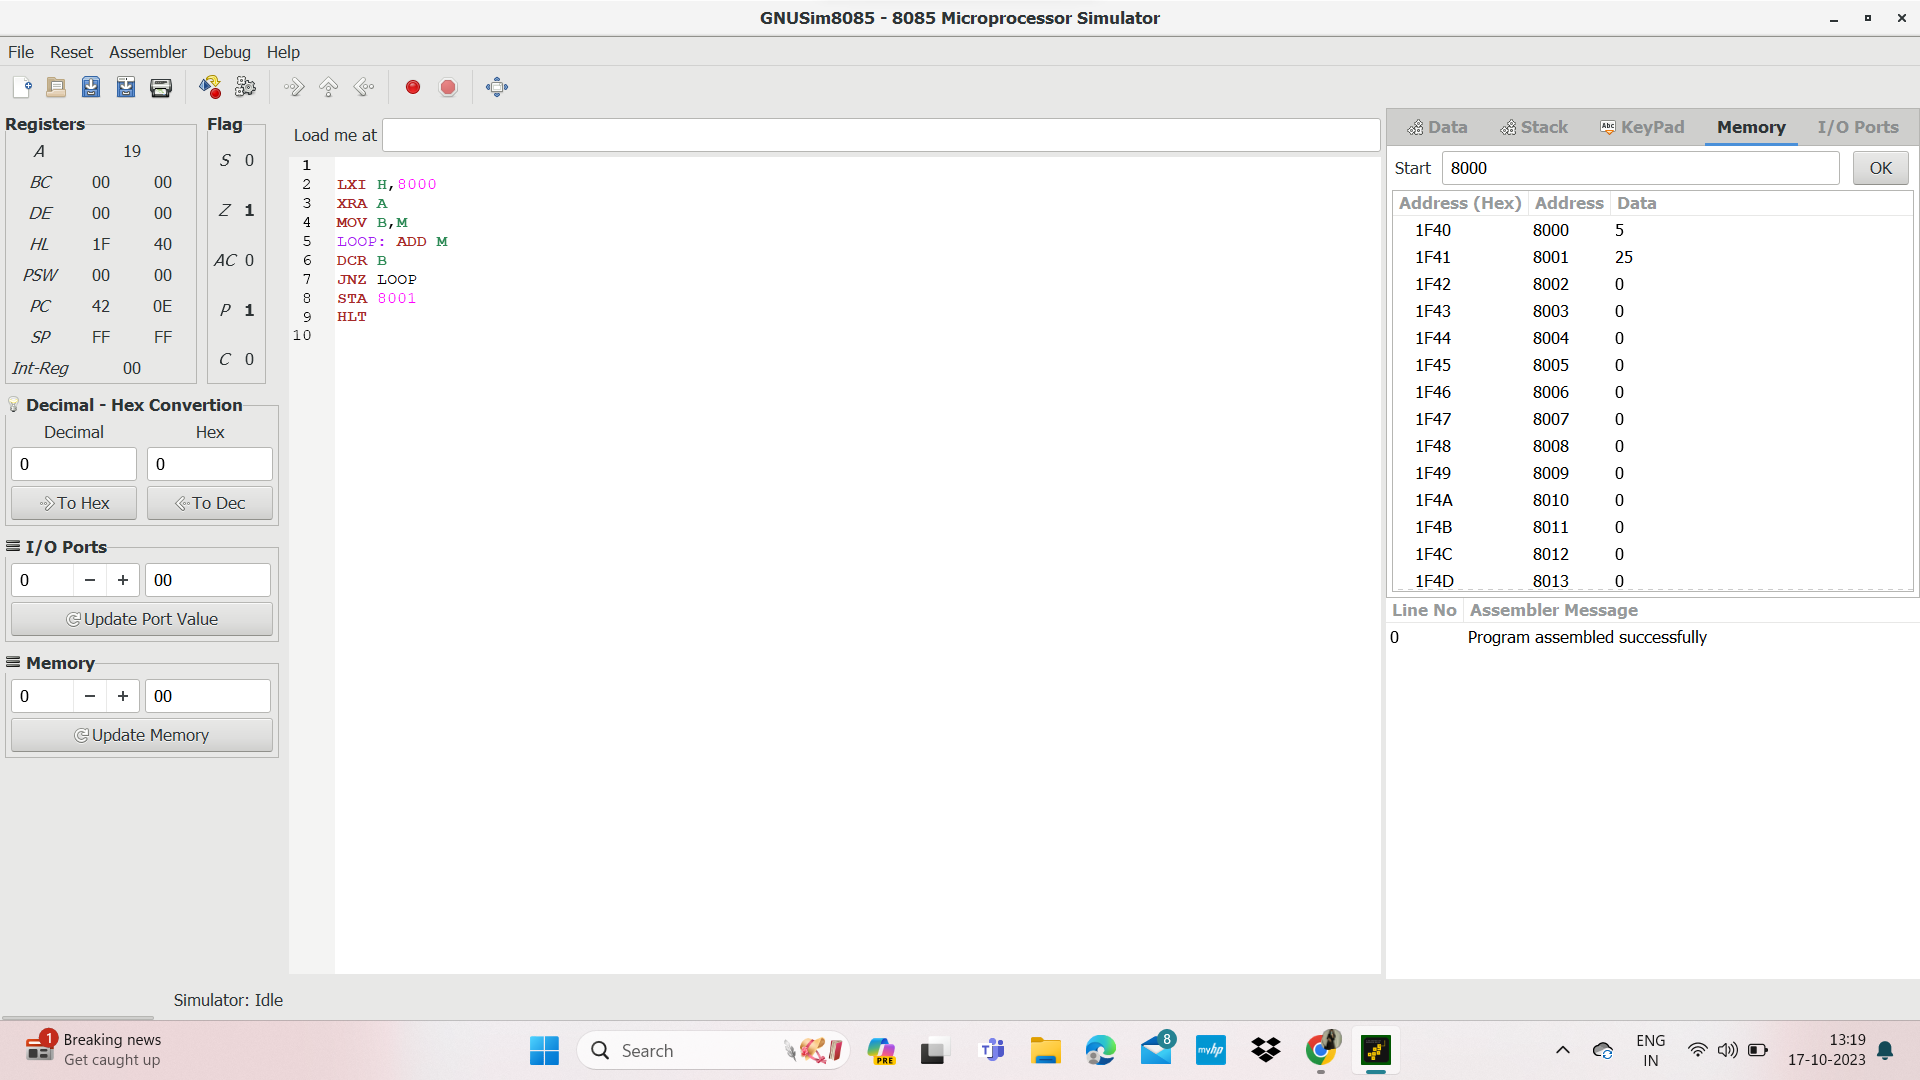 GNUSim8085 - 8085 Microprocessor Simulator
File Reset Assembler Debug Help
Registers
A 19
BC 00 00
DE 00 00
HL 1F 40
PSW 00 00
PC 42 0E
SP FF FF
Int-Reg 00
Flag
S 0
Z 1
AC 0
P 1
C 0
Decimal - Hex Convertion
Decimal Hex
0 0
To Hex To Dec
I/O Ports
0 − + 00
Update Port Value
Memory
0 − + 00
Update Memory
Load me at
1
2 LXI H,8000
3 XRA A
4 MOV B,M
5 LOOP: ADD M
6 DCR B
7 JNZ LOOP
8 STA 8001
9 HLT
10
Data Stack Abc KeyPad Memory I/O Ports
Start 8000 OK
Address (Hex) Address Data
1F40 8000 5
1F41 8001 25
1F42 8002 0
1F43 8003 0
1F44 8004 0
1F45 8005 0
1F46 8006 0
1F47 8007 0
1F48 8008 0
1F49 8009 0
1F4A 8010 0
1F4B 8011 0
1F4C 8012 0
1F4D 8013 0
Line No Assembler Message
0 Program assembled successfully
Simulator: Idle
1 Breaking news
Get caught up
Search
PRE
8
myhp
ENG
IN
13:19
17-10-2023